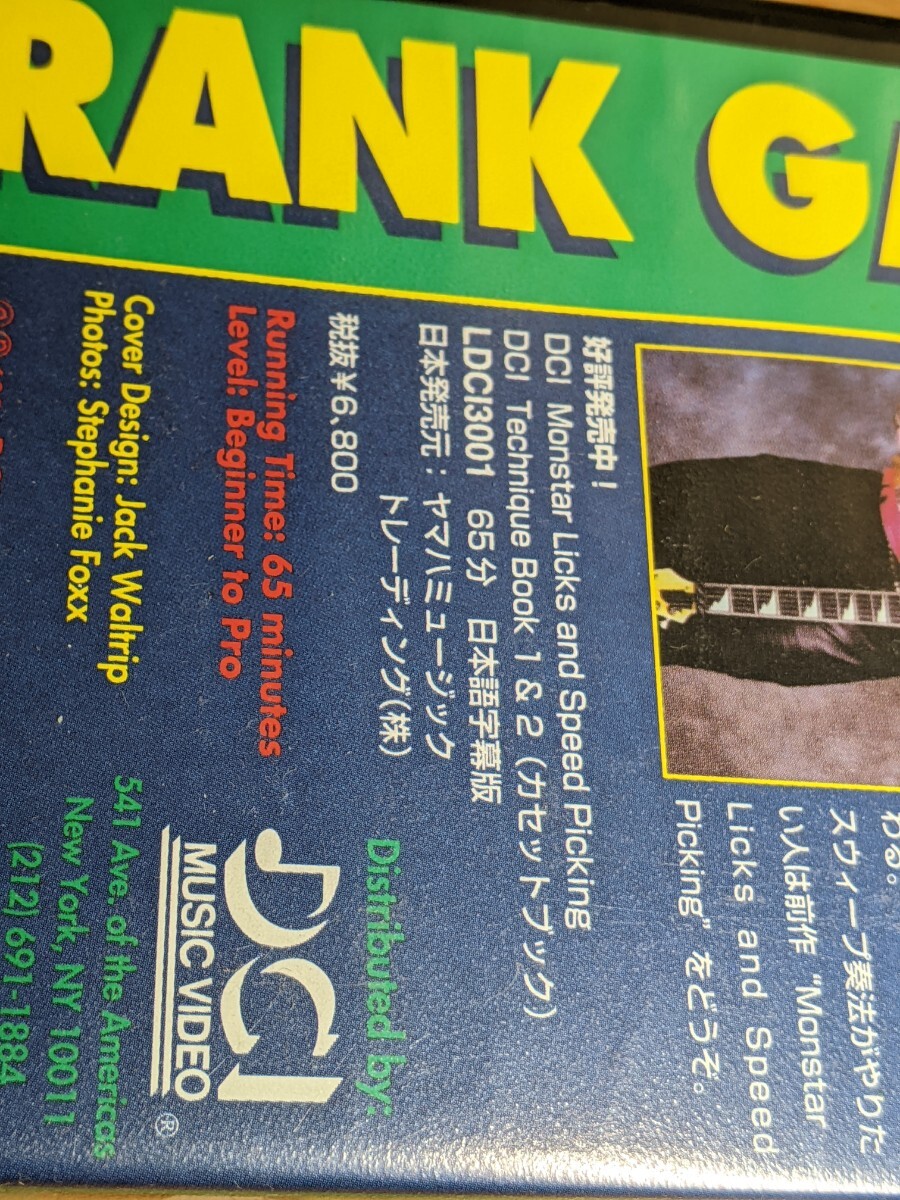 RANK G
わる。
スウィープ奏法がやりた
い人は前作“Monstar
Licks and Speed
Picking”をどうぞ。
好評発売中！
DCI Monstar Licks and Speed Picking
DCI Technique Book 1 & 2（カセットブック）
LDCI3001 65分 日本語字幕版
日本発売元：ヤマハミュージック
トレーディング(株)
税抜¥6,800
Running Time: 65 minutes
Level: Beginner to Pro
Cover Design: Jack Waltrip
Photos: Stephanie Foxx
Distributed by:
DCI
MUSIC VIDEO
®
541 Ave. of the Americas
New York, NY 10011
(212) 691-1884